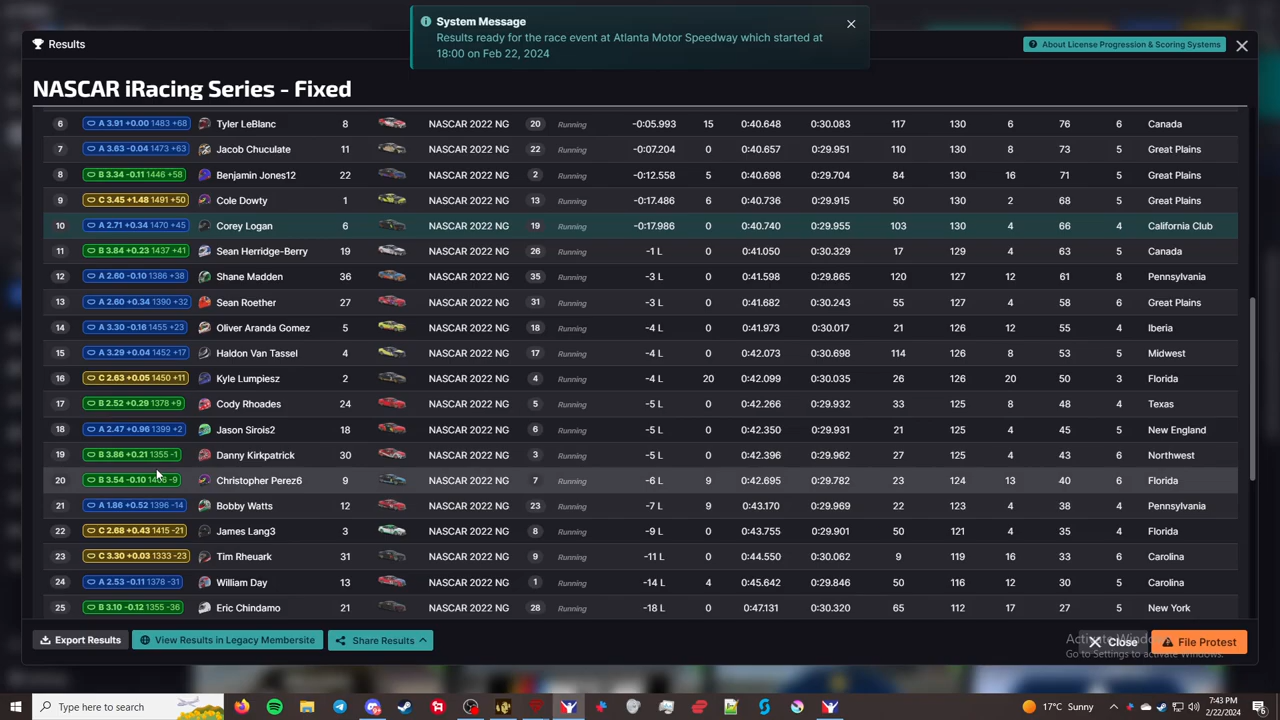 System Message
Results ready for the race event at Atlanta Motor Speedway which started at
18:00 on Feb 22, 2024
Results
About License Progression & Scoring Systems
NASCAR iRacing Series - Fixed
6 A 3.91 +0.00 1483 +68 Tyler LeBlanc 8 NASCAR 2022 NG 20 Running -0:05.993 15 0:40.648 0:30.083 117 130 6 76 6 Canada
7 A 3.63 -0.04 1473 +63 Jacob Chuculate 11 NASCAR 2022 NG 22 Running -0:07.204 0 0:40.657 0:29.951 110 130 8 73 5 Great Plains
8 B 3.34 -0.11 1446 +58 Benjamin Jones12 22 NASCAR 2022 NG 2 Running -0:12.558 5 0:40.698 0:29.704 84 130 16 71 5 Great Plains
9 C 3.45 +1.48 1491 +50 Cole Dowty 1 NASCAR 2022 NG 13 Running -0:17.486 6 0:40.736 0:29.915 50 130 2 68 5 Great Plains
10 A 2.71 +0.34 1470 +45 Corey Logan 6 NASCAR 2022 NG 19 Running -0:17.986 0 0:40.740 0:29.955 103 130 4 66 4 California Club
11 B 3.84 +0.23 1437 +41 Sean Herridge-Berry 19 NASCAR 2022 NG 26 Running -1 L 0 0:41.050 0:30.329 17 129 4 63 5 Canada
12 A 2.60 -0.10 1386 +38 Shane Madden 36 NASCAR 2022 NG 35 Running -3 L 0 0:41.598 0:29.865 120 127 12 61 8 Pennsylvania
13 A 2.60 +0.34 1390 +32 Sean Roether 27 NASCAR 2022 NG 31 Running -3 L 0 0:41.682 0:30.243 55 127 4 58 6 Great Plains
14 A 3.30 -0.16 1455 +23 Oliver Aranda Gomez 5 NASCAR 2022 NG 18 Running -4 L 0 0:41.973 0:30.017 21 126 12 55 4 Iberia
15 A 3.29 +0.04 1452 +17 Haldon Van Tassel 4 NASCAR 2022 NG 17 Running -4 L 0 0:42.073 0:30.698 114 126 8 53 5 Midwest
16 C 2.63 +0.05 1450 +11 Kyle Lumpiesz 2 NASCAR 2022 NG 4 Running -4 L 20 0:42.099 0:30.035 26 126 20 50 3 Florida
17 B 2.52 +0.29 1378 +9 Cody Rhoades 24 NASCAR 2022 NG 5 Running -5 L 0 0:42.266 0:29.932 33 125 8 48 4 Texas
18 A 2.47 +0.96 1399 +2 Jason Sirois2 18 NASCAR 2022 NG 6 Running -5 L 0 0:42.350 0:29.931 21 125 4 45 5 New England
19 B 3.86 +0.21 1355 -1 Danny Kirkpatrick 30 NASCAR 2022 NG 3 Running -5 L 0 0:42.396 0:29.962 27 125 4 43 6 Northwest
20 B 3.54 -0.10 -9 Christopher Perez6 9 NASCAR 2022 NG 7 Running -6 L 9 0:42.695 0:29.782 23 124 13 40 6 Florida
21 A 1.86 +0.52 1396 -14 Bobby Watts 12 NASCAR 2022 NG 23 Running -7 L 9 0:43.170 0:29.969 22 123 4 38 4 Pennsylvania
22 C 2.68 +0.43 1415 -21 James Lang3 3 NASCAR 2022 NG 8 Running -9 L 0 0:43.755 0:29.901 50 121 4 35 4 Florida
23 C 3.30 +0.03 1333 -23 Tim Rheuark 31 NASCAR 2022 NG 9 Running -11 L 0 0:44.550 0:30.062 9 119 16 33 6 Carolina
24 A 2.53 -0.11 1378 -31 William Day 13 NASCAR 2022 NG 1 Running -14 L 4 0:45.642 0:29.846 50 116 12 30 5 Carolina
25 B 3.10 -0.12 1355 -36 Eric Chindamo 21 NASCAR 2022 NG 28 Running -18 L 0 0:47.131 0:30.320 65 112 17 27 5 New York
Export Results View Results in Legacy Membersite Share Results Close File Protest
Activate Windows
Go to Settings to activate Windows.
Type here to search
17°C Sunny
7:43 PM
2/22/2024